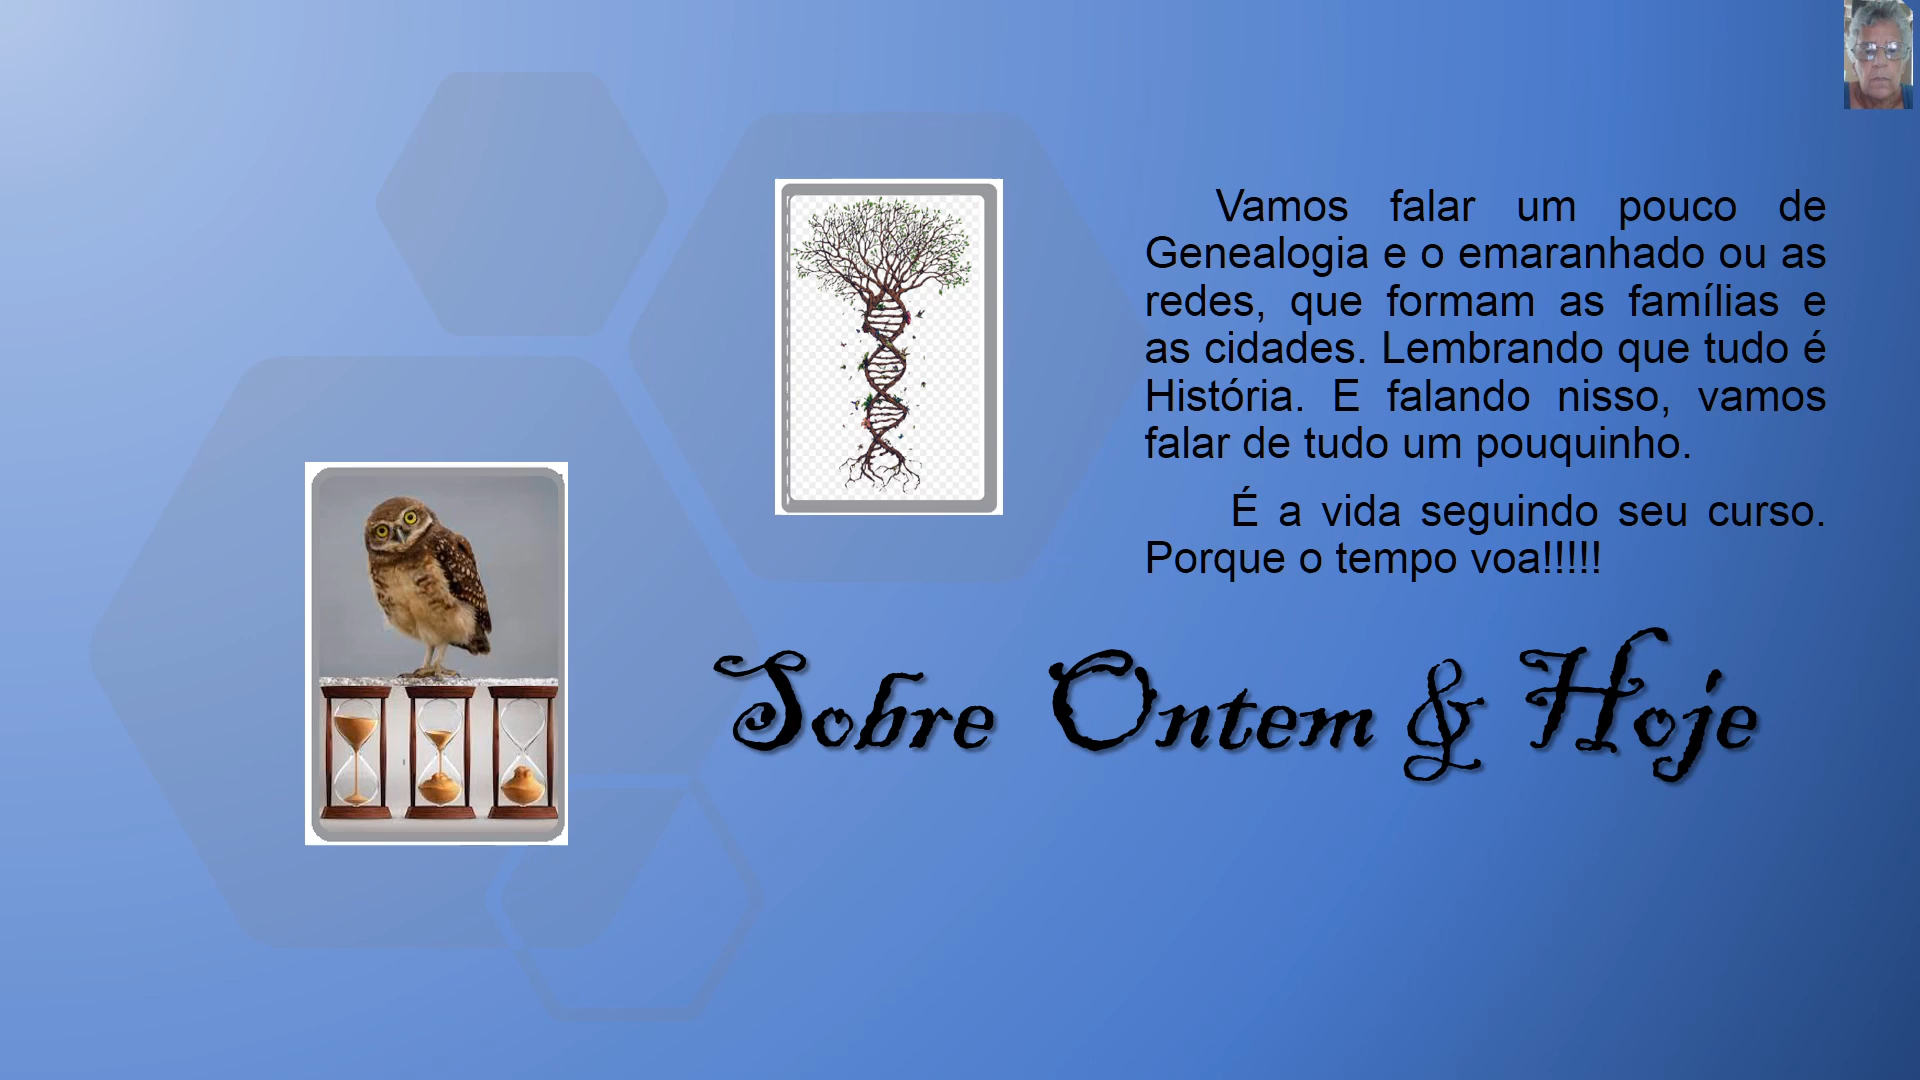 Vamos falar um pouco de
Genealogia e o emaranhado ou as
redes, que formam as famílias e
as cidades. Lembrando que tudo é
História. E falando nisso, vamos
falar de tudo um pouquinho.
É a vida seguindo seu curso.
Porque o tempo voa!!!!!
Sobre Ontem & Hoje